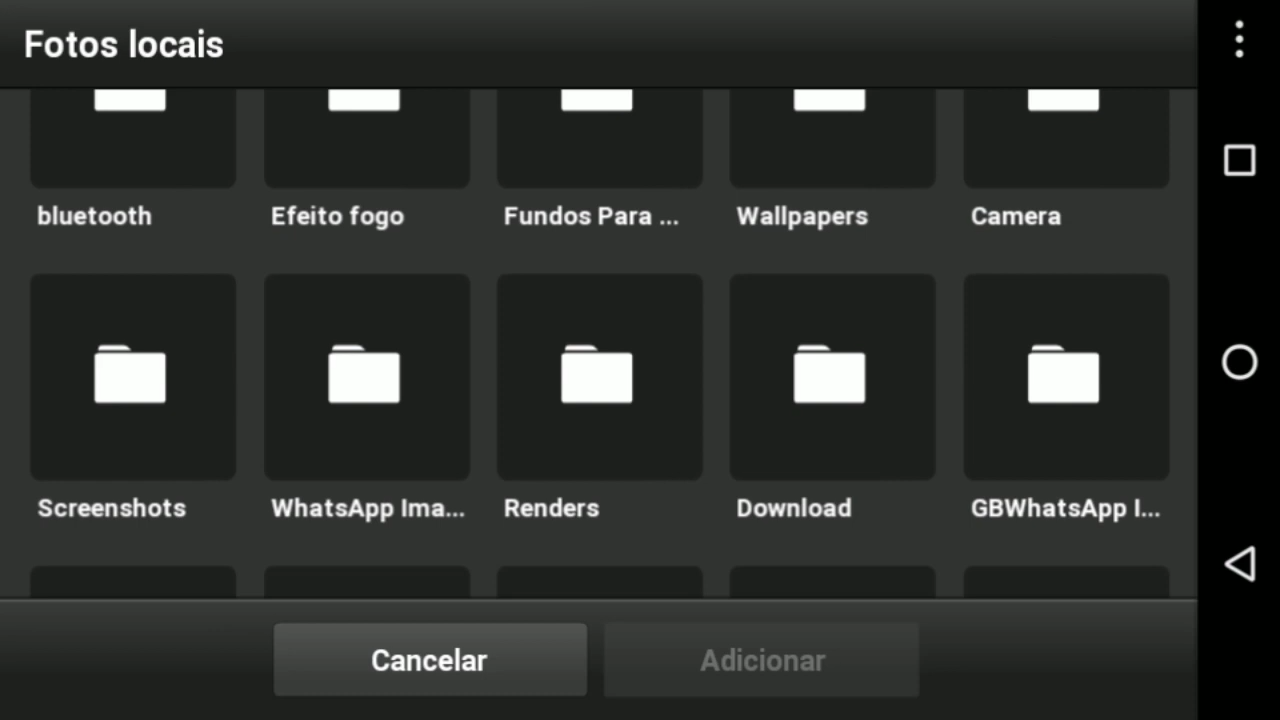 Fotos locais
bluetooth
Efeito fogo
Fundos Para ...
Wallpapers
Camera
Screenshots
WhatsApp Ima...
Renders
Download
GBWhatsApp I...
Cancelar
Adicionar